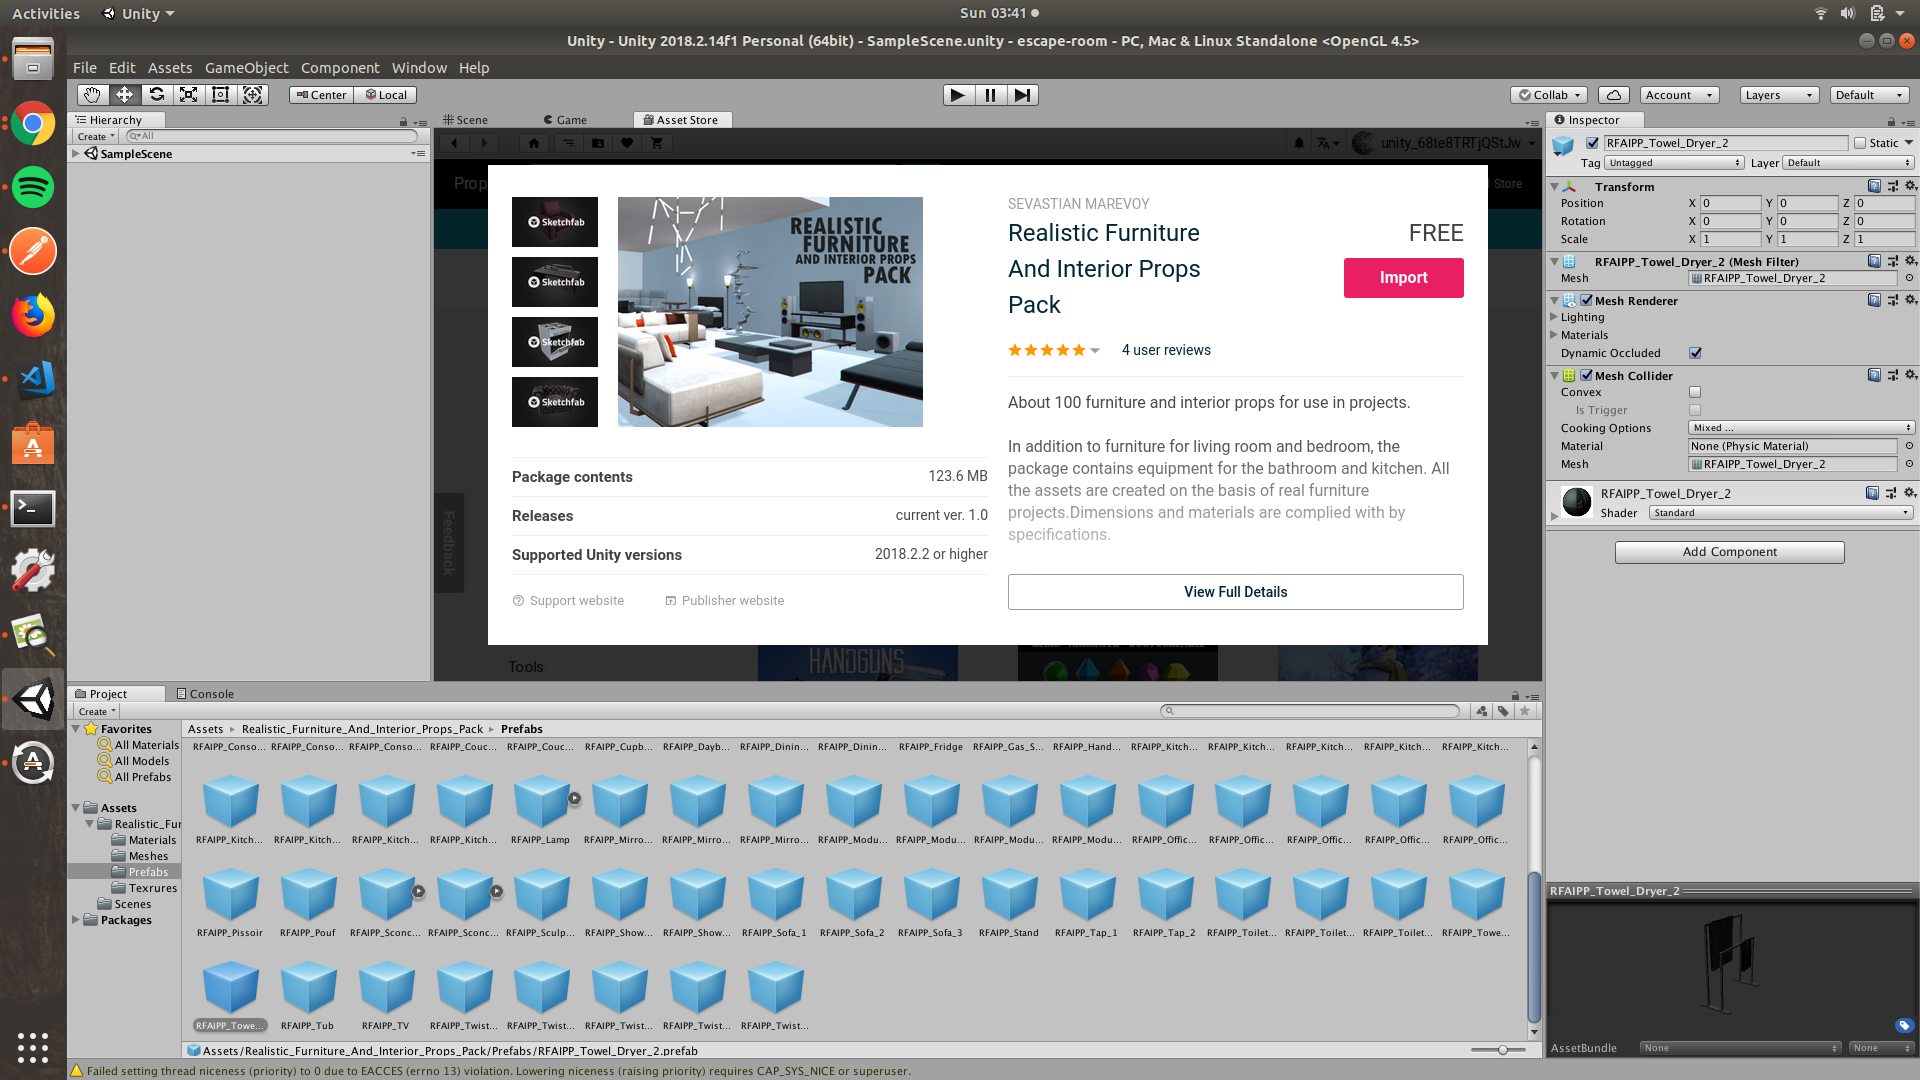 Activities
Unity
Sun 03:41
Unity - Unity 2018.2.14f1 Personal (64bit) - SampleScene.unity - escape-room - PC, Mac & Linux Standalone <OpenGL 4.5>
File Edit Assets GameObject Component Window Help
Center Local
Collab Account Layers Default
Hierarchy
Create All
SampleScene
Scene Game Asset Store
unity_68te8TRTjQStJw.
Store
SEVASTIAN MAREVOY
Realistic Furniture
And Interior Props
Pack
FREE
Import
4 user reviews
Sketchfab
Sketchfab
Sketchfab
Sketchfab
REALISTIC
FURNITURE
AND INTERIOR PROPS
PACK
Package contents 123.6 MB
Releases current ver. 1.0
Supported Unity versions 2018.2.2 or higher
Support website Publisher website
About 100 furniture and interior props for use in projects.
In addition to furniture for living room and bedroom, the
package contains equipment for the bathroom and kitchen. All
the assets are created on the basis of real furniture
projects.Dimensions and materials are complied with by
specifications.
View Full Details
Feedback
Tools
HANDGUNS
Inspector
RFAIPP_Towel_Dryer_2 Static
Tag Untagged Layer Default
Transform
Position X 0 Y 0 Z 0
Rotation X 0 Y 0 Z 0
Scale X 1 Y 1 Z 1
RFAIPP_Towel_Dryer_2 (Mesh Filter)
Mesh RFAIPP_Towel_Dryer_2
Mesh Renderer
Lighting
Materials
Dynamic Occluded
Mesh Collider
Convex
Is Trigger
Cooking Options Mixed ...
Material None (Physic Material)
Mesh RFAIPP_Towel_Dryer_2
RFAIPP_Towel_Dryer_2
Shader Standard
Add Component
RFAIPP_Towel_Dryer_2
AssetBundle None None
Project Console
Create
Favorites
All Materials
All Models
All Prefabs
Assets
Realistic_Fur
Materials
Meshes
Prefabs
Texrures
Scenes
Packages
Assets Realistic_Furniture_And_Interior_Props_Pack Prefabs
RFAIPP_Conso... RFAIPP_Conso... RFAIPP_Conso... RFAIPP_Couc... RFAIPP_Couc... RFAIPP_Cupb... RFAIPP_Dayb... RFAIPP_Dinin... RFAIPP_Dinin... RFAIPP_Fridge RFAIPP_Gas_S... RFAIPP_Hand... RFAIPP_Kitch... RFAIPP_Kitch... RFAIPP_Kitch... RFAIPP_Kitch... RFAIPP_Kitch...
RFAIPP_Kitch... RFAIPP_Kitch... RFAIPP_Kitch... RFAIPP_Kitch... RFAIPP_Lamp RFAIPP_Mirro... RFAIPP_Mirro... RFAIPP_Mirro... RFAIPP_Modu... RFAIPP_Modu... RFAIPP_Modu... RFAIPP_Modu... RFAIPP_Offic... RFAIPP_Offic... RFAIPP_Offic... RFAIPP_Offic... RFAIPP_Offic...
RFAIPP_Pissoir RFAIPP_Pouf RFAIPP_Sconc... RFAIPP_Sconc... RFAIPP_Sculp... RFAIPP_Show... RFAIPP_Show... RFAIPP_Sofa_1 RFAIPP_Sofa_2 RFAIPP_Sofa_3 RFAIPP_Stand RFAIPP_Tap_1 RFAIPP_Tap_2 RFAIPP_Toilet... RFAIPP_Toilet... RFAIPP_Toilet... RFAIPP_Towe...
RFAIPP_Towe... RFAIPP_Tub RFAIPP_TV RFAIPP_Twist... RFAIPP_Twist... RFAIPP_Twist... RFAIPP_Twist... RFAIPP_Twist...
Assets/Realistic_Furniture_And_Interior_Props_Pack/Prefabs/RFAIPP_Towel_Dryer_2.prefab
Failed setting thread niceness (priority) to 0 due to EACCES (errno 13) violation. Lowering niceness (raising priority) requires CAP_SYS_NICE or superuser.